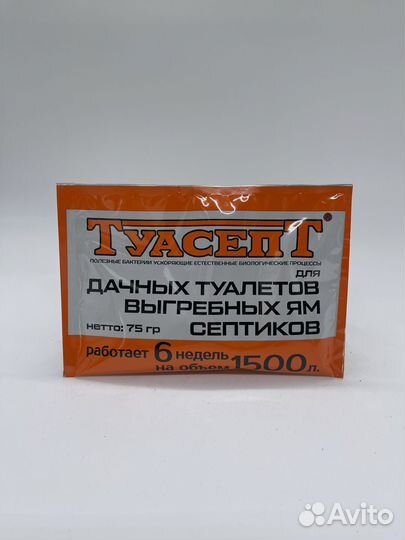 ТУАСЕПТ®
ПОЛЕЗНЫЕ БАКТЕРИИ УСКОРЯЮЩИЕ ЕСТЕСТВЕННЫЕ БИОЛОГИЧЕСКИЕ ПРОЦЕССЫ
для
ДАЧНЫХ ТУАЛЕТОВ
ВЫГРЕБНЫХ ЯМ
нетто: 75 гр СЕПТИКОВ
работает 6 недель
на объем 1500 л.
Avito